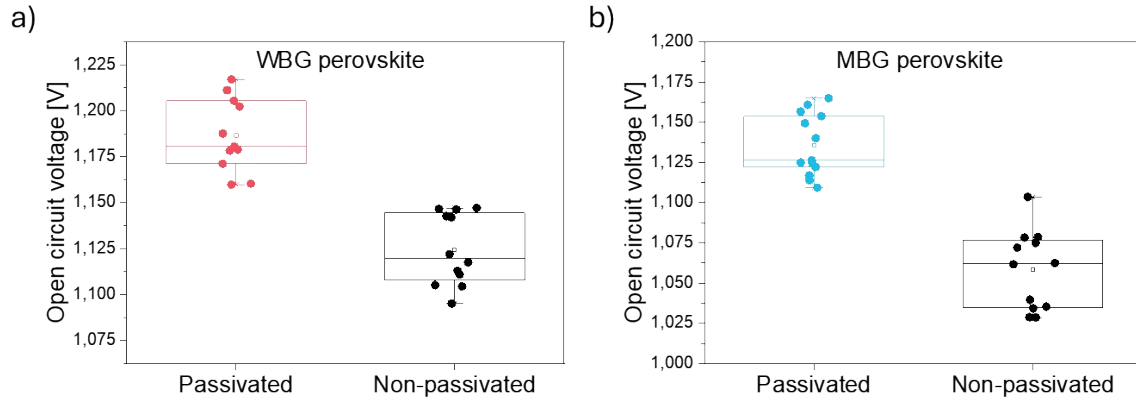 a)
WBG perovskite
Open circuit voltage [V]
1,225
1,200
1,175
1,150
1,125
1,100
1,075
Passivated
Non-passivated
b)
MBG perovskite
Open circuit voltage [V]
1,200
1,175
1,150
1,125
1,100
1,075
1,050
1,025
1,000
Passivated
Non-passivated